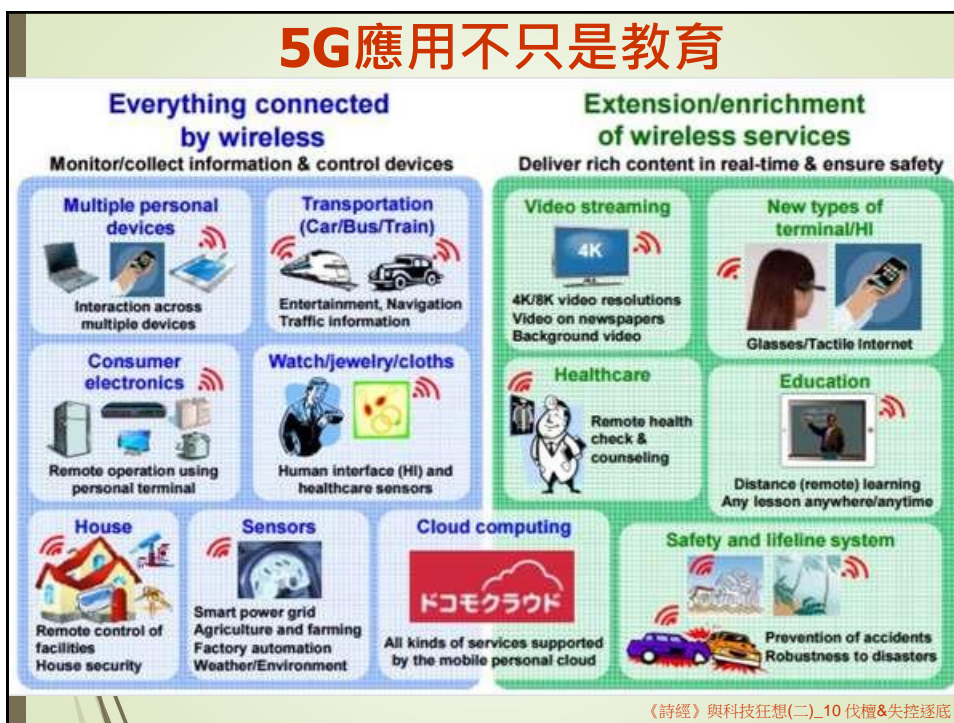 5G應用不只是教育
Everything connected
by wireless
Monitor/collect information & control devices
Multiple personal
devices
Interaction across
multiple devices
Transportation
(Car/Bus/Train)
Entertainment, Navigation
Traffic information
Consumer
electronics
Remote operation using
personal terminal
Watch/jewelry/cloths
Human interface (HI) and
healthcare sensors
House
Remote control of
facilities
House security
Sensors
Smart power grid
Agriculture and farming
Factory automation
Weather/Environment
Cloud computing
ドコモクラウド
All kinds of services supported
by the mobile personal cloud
Extension/enrichment
of wireless services
Deliver rich content in real-time & ensure safety
Video streaming
4K
4K/8K video resolutions
Video on newspapers
Background video
New types of
terminal/HI
Glasses/Tactile Internet
Healthcare
Remote health
check &
counseling
Education
Distance (remote) learning
Any lesson anywhere/anytime
Safety and lifeline system
Prevention of accidents
Robustness to disasters
《詩經》與科技狂想(二)_10 伐檀&失控逐底